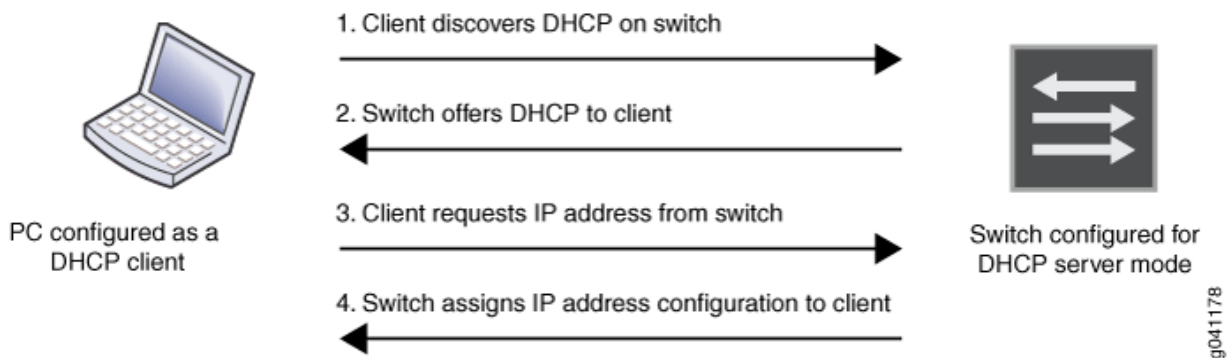 1. Client discovers DHCP on switch
2. Switch offers DHCP to client
3. Client requests IP address from switch
4. Switch assigns IP address configuration to client
PC configured as a
DHCP client
Switch configured for
DHCP server mode
g041178